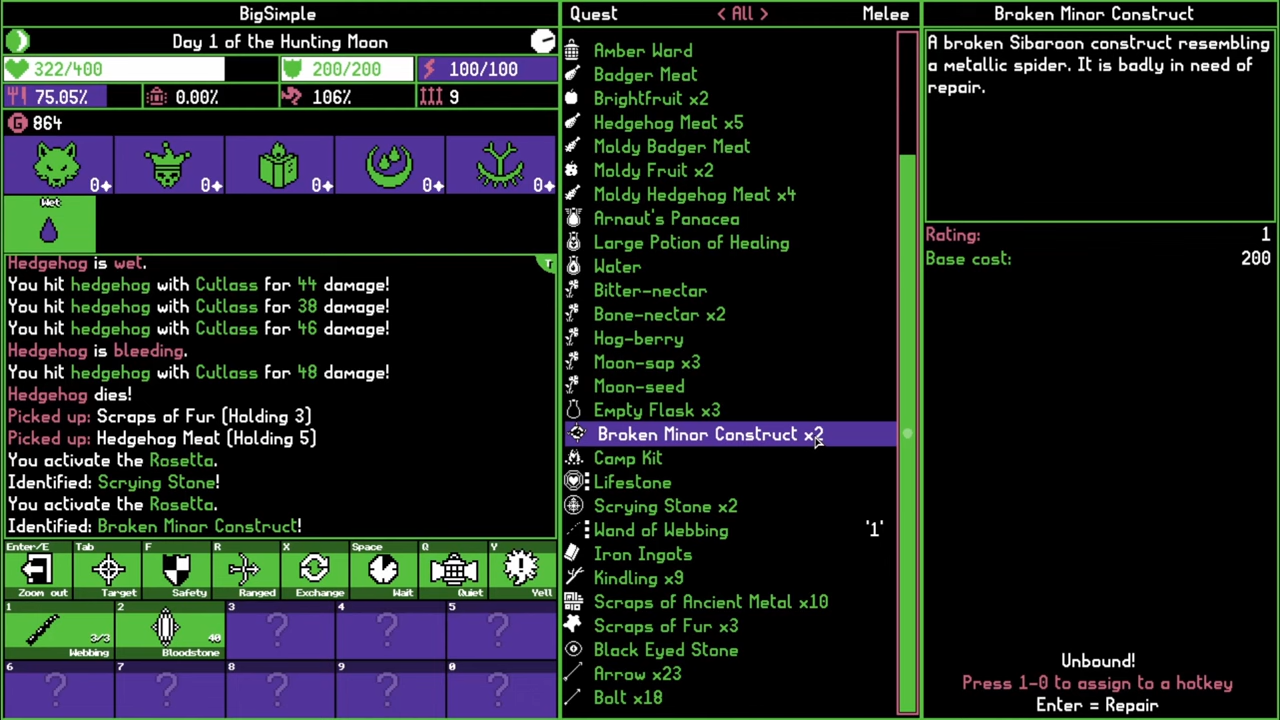 BigSimple
Day 1 of the Hunting Moon
322/400
200/200
100/100
75.05%
0.00%
106%
9
G 864
0+
0+
0+
0+
0+
Wet
Hedgehog is wet.
T
You hit hedgehog with Cutlass for 44 damage!
You hit hedgehog with Cutlass for 38 damage!
You hit hedgehog with Cutlass for 46 damage!
Hedgehog is bleeding.
You hit hedgehog with Cutlass for 48 damage!
Hedgehog dies!
Picked up: Scraps of Fur (Holding 3)
Picked up: Hedgehog Meat (Holding 5)
You activate the Rosetta.
Identified: Scrying Stone!
You activate the Rosetta.
Identified: Broken Minor Construct!
Enter/E Tab F R X Space Q Y
Zoom out Target Safety Ranged Exchange Wait Quiet Yell
1 2 3 4 5
? ? ?
3/3 40
Webbing Bloodstone
6 7 8 9 0
? ? ? ? ?
Quest < All > Melee
Amber Ward
Badger Meat
Brightfruit x2
Hedgehog Meat x5
Moldy Badger Meat
Moldy Fruit x2
Moldy Hedgehog Meat x4
Arnaut's Panacea
Large Potion of Healing
Water
Bitter-nectar
Bone-nectar x2
Hog-berry
Moon-sap x3
Moon-seed
Empty Flask x3
Broken Minor Construct x2
Camp Kit
Lifestone
Scrying Stone x2
Wand of Webbing '1'
Iron Ingots
Kindling x9
Scraps of Ancient Metal x10
Scraps of Fur x3
Black Eyed Stone
Arrow x23
Bolt x18
Broken Minor Construct
A broken Sibaroon construct resembling
a metallic spider. It is badly in need of
repair.
Rating: 1
Base cost: 200
Unbound!
Press 1-0 to assign to a hotkey
Enter = Repair